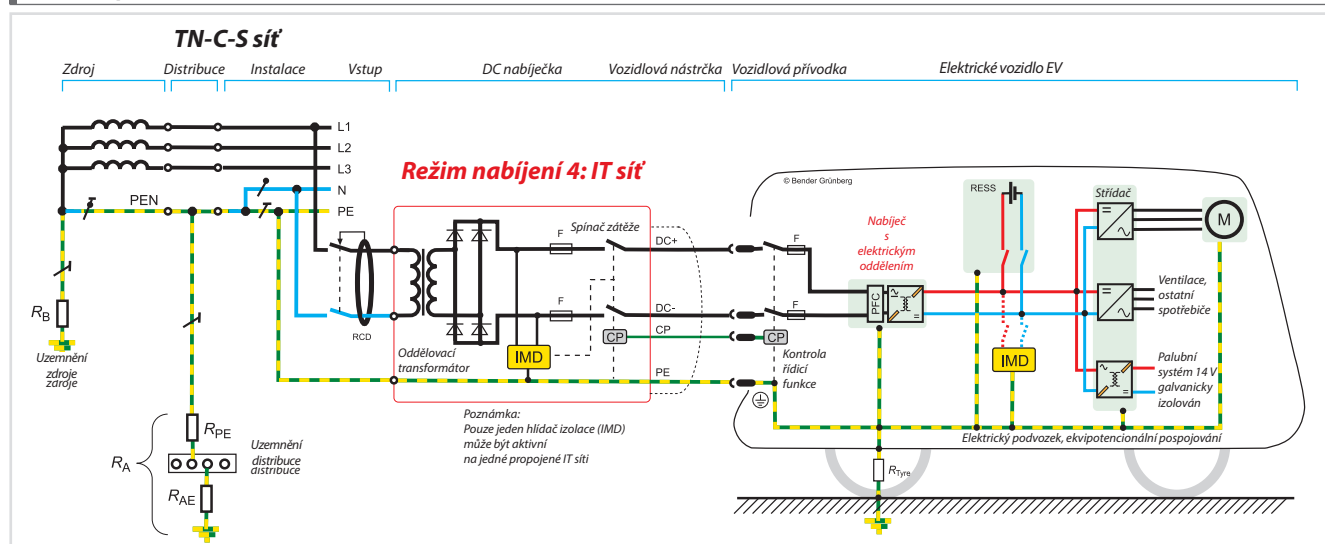 TN-C-S síť
Zdroj
Distribuce
Instalace
Vstup
DC nabíječka
Vozidlová nástrčka
Vozidlová přívodka
Elektrické vozidlo EV
L1
L2
L3
N
PE
PEN
Režim nabíjení 4: IT síť
© Bender Grünberg
RESS
Střídač
M
Spínač zátěže
F
DC+
F
Nabíječ
s
elektrickým
oddělením
F
DC-
F
PFC
Ventilace,
ostatní
spotřebiče
RB
RCD
CP
CP
CP
Uzemnění
zdroje
zdroje
Oddělovací
transformátor
IMD
PE
Kontrola
řídicí
funkce
IMD
Palubní
systém 14 V
galvanicky
izolován
Poznámka:
Pouze jeden hlídač izolace (IMD)
může být aktivní
na jedné propojené IT síti
Elektrický podvozek, ekvipotencionální pospojování
RPE
RA
Uzemnění
distribuce
distribuce
RAE
RTyre